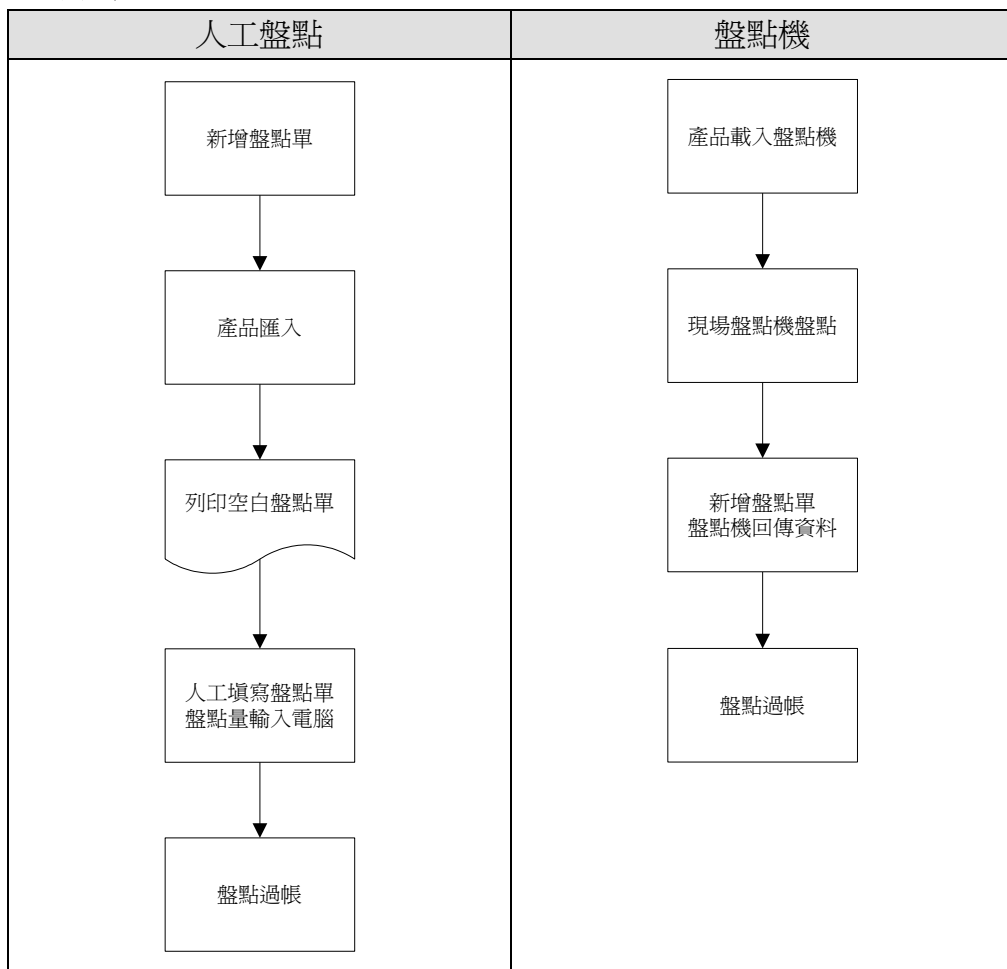 人工盤點
盤點機
新增盤點單
產品匯入
列印空白盤點單
人工填寫盤點單
盤點量輸入電腦
盤點過帳
產品載入盤點機
現場盤點機盤點
新增盤點單
盤點機回傳資料
盤點過帳